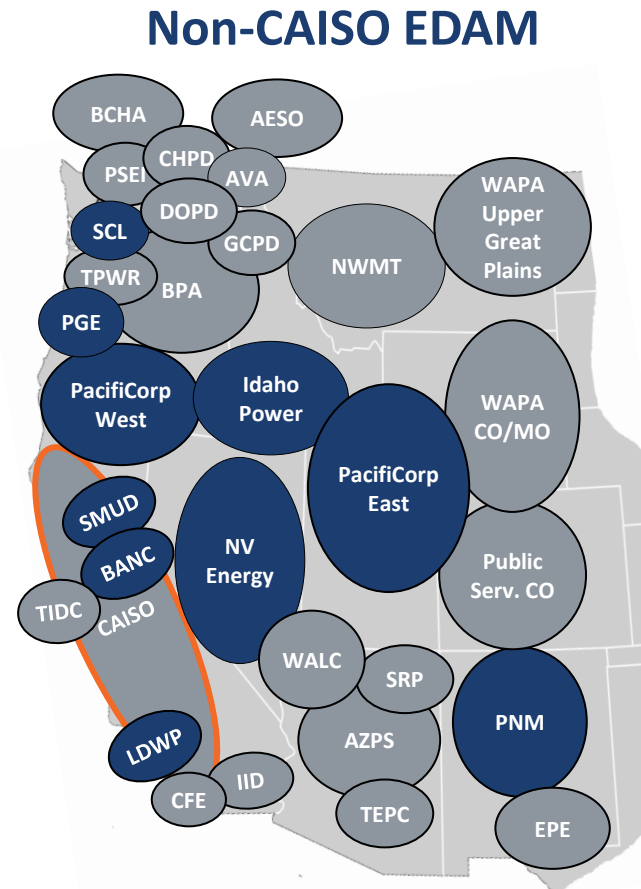 Non-CAISO EDAM
BCHA
AESO
CHPD
PSEI
AVA
WAPA
Upper
Great
Plains
DOPD
SCL
GCPD
NWMT
TPWR
BPA
PGE
PacifiCorp
West
Idaho
Power
WAPA
CO/MO
PacifiCorp
East
SMUD
NV
Energy
BANC
Public
Serv. CO
TIDC
CAISO
WALC
SRP
PNM
LDWP
AZPS
IID
CFE
TEPC
EPE